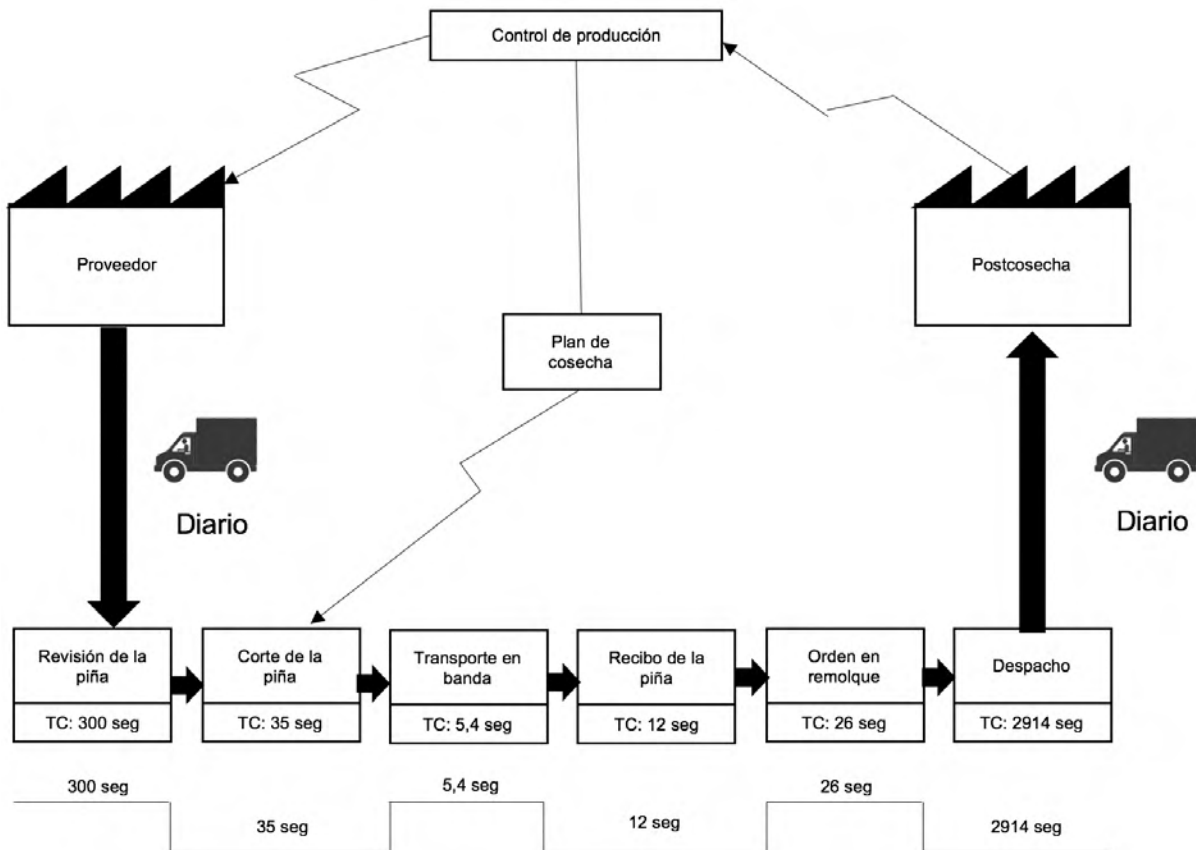 Control de producción
Proveedor
Postcosecha
Plan de
cosecha
Diario
Diario
Revisión de la
piña
TC: 300 seg
Corte de la
piña
TC: 35 seg
Transporte en
banda
TC: 5,4 seg
Recibo de la
piña
TC: 12 seg
Orden en
remolque
TC: 26 seg
Despacho
TC: 2914 seg
300 seg
35 seg
5,4 seg
12 seg
26 seg
2914 seg